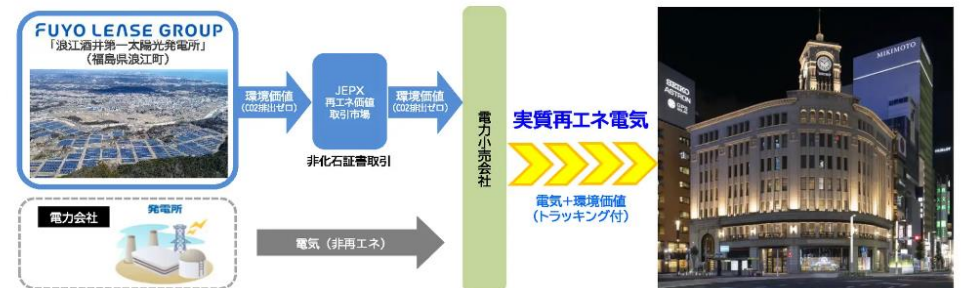 FUYO LEASE GROUP
「浪江酒井第一太陽光発電所」
（福島県浪江町）
環境価値
（CO2排出ゼロ）
JEPX
再エネ価値
取引市場
非化石証書取引
環境価値
（CO2排出ゼロ）
電力会社
発電所
電気（非再エネ）
電力小売会社
実質再エネ電気
電気＋環境価値
（トラッキング付）
SEIKO
ASTRON
GPS
MIKIMOTO